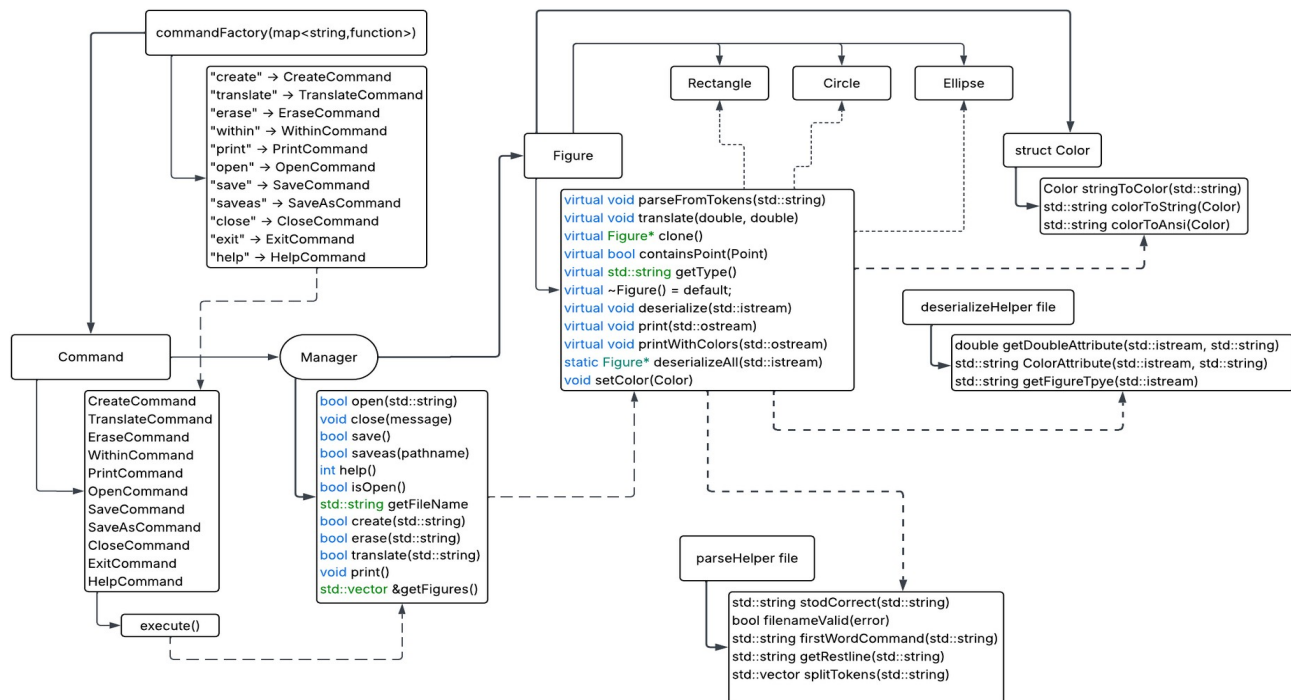 commandFactory(map<string,function>)
"create" → CreateCommand
"translate" → TranslateCommand
"erase" → EraseCommand
"within" → WithinCommand
"print" → PrintCommand
"open" → OpenCommand
"save" → SaveCommand
"saveas" → SaveAsCommand
"close" → CloseCommand
"exit" → ExitCommand
"help" → HelpCommand
Command
CreateCommand
TranslateCommand
EraseCommand
WithinCommand
PrintCommand
OpenCommand
SaveCommand
SaveAsCommand
CloseCommand
ExitCommand
HelpCommand
execute()
Manager
bool open(std::string)
void close(message)
bool save()
bool saveas(pathname)
int help()
bool isOpen()
std::string getFileName
bool create(std::string)
bool erase(std::string)
bool translate(std::string)
void print()
std::vector &getFigures()
Figure
Rectangle
Circle
Ellipse
virtual void parseFromTokens(std::string)
virtual void translate(double, double)
virtual Figure* clone()
virtual bool containsPoint(Point)
virtual std::string getType()
virtual ~Figure() = default;
virtual void deserialize(std::istream)
virtual void print(std::ostream)
virtual void printWithColors(std::ostream)
static Figure* deserializeAll(std::istream)
void setColor(Color)
struct Color
Color stringToColor(std::string)
std::string colorToString(Color)
std::string colorToAnsi(Color)
deserializeHelper file
double getDoubleAttribute(std::istream, std::string)
std::string ColorAttribute(std::istream, std::string)
std::string getFigureTpye(std::istream)
parseHelper file
std::string stodCorrect(std::string)
bool filenameValid(error)
std::string firstWordCommand(std::string)
std::string getRestline(std::string)
std::vector splitTokens(std::string)